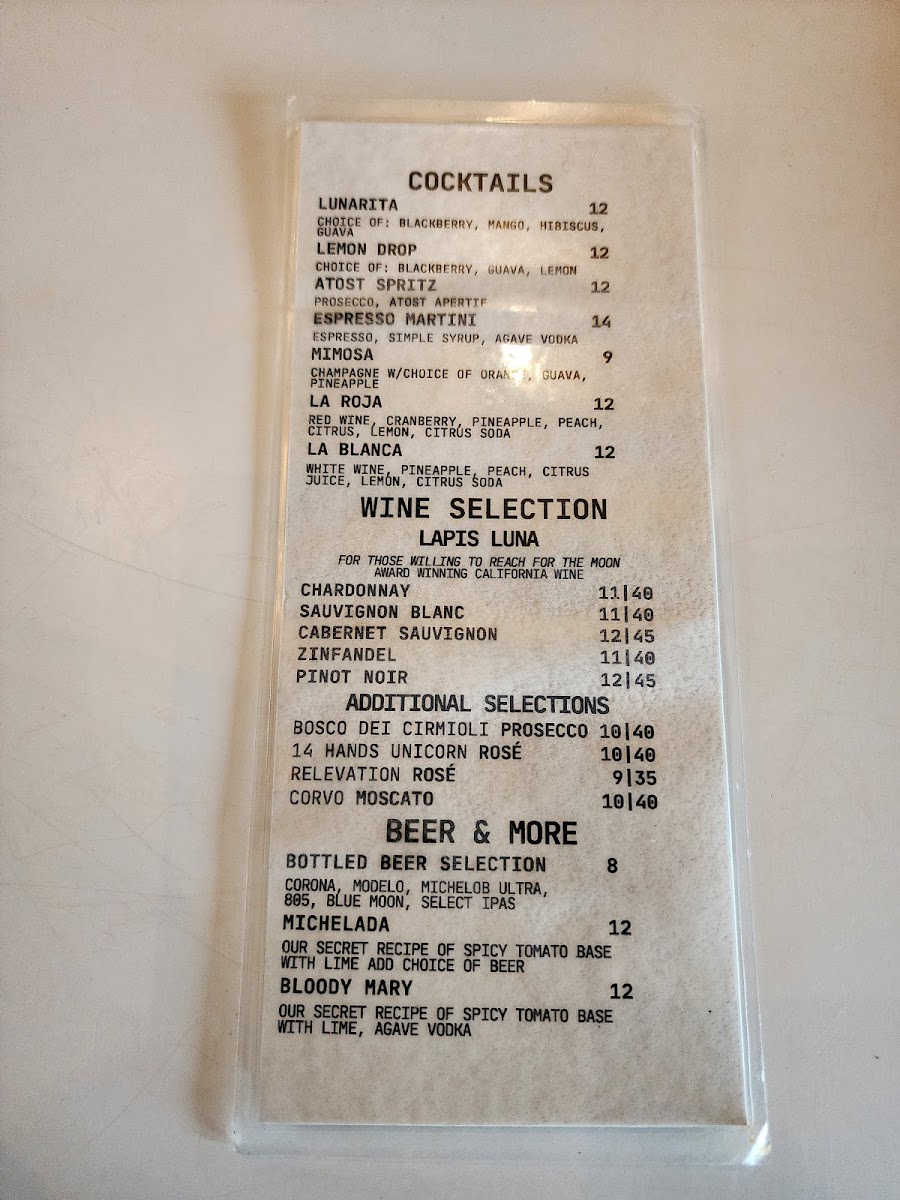 COCKTAILS
LUNARITA 12
CHOICE OF: BLACKBERRY, MANGO, HIBISCUS,
GUAVA
LEMON DROP 12
CHOICE OF: BLACKBERRY, GUAVA, LEMON
ATOST SPRITZ 12
PROSECCO, ATOST APERTIF
ESPRESSO MARTINI 14
ESPRESSO, SIMPLE SYRUP, AGAVE VODKA
MIMOSA 9
CHAMPAGNE W/CHOICE OF ORANGE, GUAVA,
PINEAPPLE
LA ROJA 12
RED WINE, CRANBERRY, PINEAPPLE, PEACH,
CITRUS, LEMON, CITRUS SODA
LA BLANCA 12
WHITE WINE, PINEAPPLE, PEACH, CITRUS
JUICE, LEMON, CITRUS SODA
WINE SELECTION
LAPIS LUNA
FOR THOSE WILLING TO REACH FOR THE MOON
AWARD WINNING CALIFORNIA WINE
CHARDONNAY 11|40
SAUVIGNON BLANC 11|40
CABERNET SAUVIGNON 12|45
ZINFANDEL 11|40
PINOT NOIR 12|45
ADDITIONAL SELECTIONS
BOSCO DEI CIRMIOLI PROSECCO 10|40
14 HANDS UNICORN ROSÉ 10|40
RELEVATION ROSÉ 9|35
CORVO MOSCATO 10|40
BEER & MORE
BOTTLED BEER SELECTION 8
CORONA, MODELO, MICHELOB ULTRA,
805, BLUE MOON, SELECT IPAS
MICHELADA 12
OUR SECRET RECIPE OF SPICY TOMATO BASE
WITH LIME ADD CHOICE OF BEER
BLOODY MARY 12
OUR SECRET RECIPE OF SPICY TOMATO BASE
WITH LIME, AGAVE VODKA